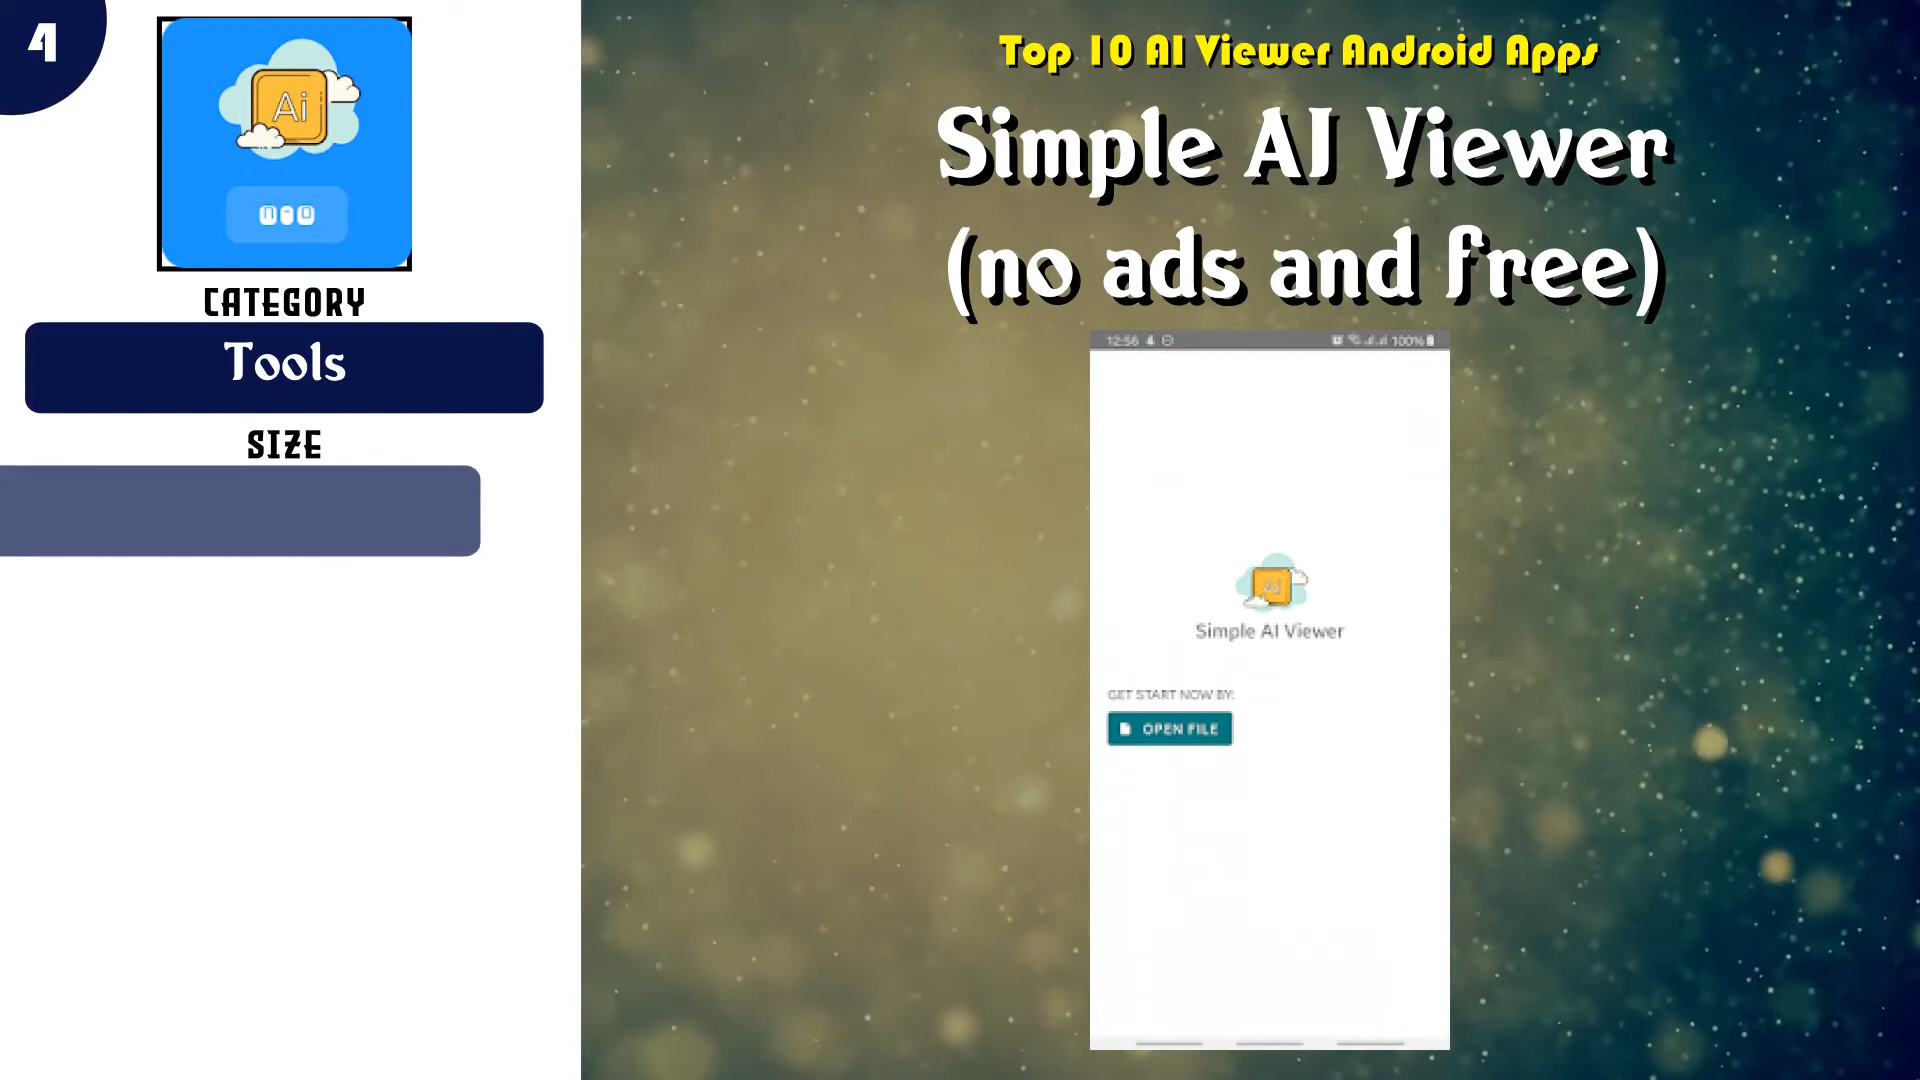 4
Ai
CATEGORY
Tools
SIZE
Top 10 AI Viewer Android Apps
Simple AI Viewer
(no ads and free)
12:56
100%
Ai
Simple AI Viewer
GET START NOW BY:
OPEN FILE